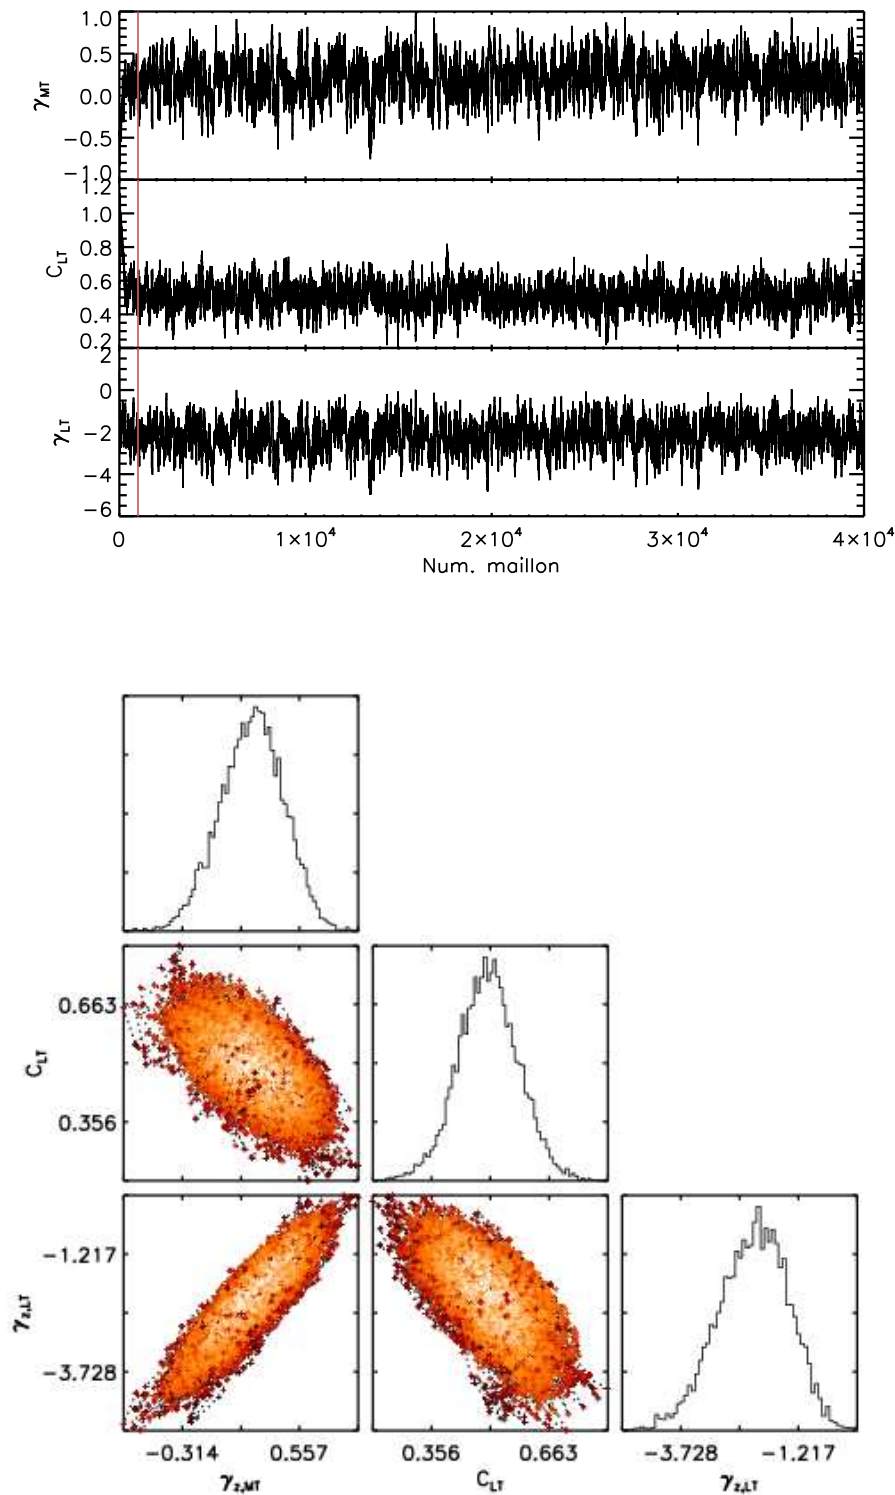 1.0
0.5
0.0
−0.5
−1.0
γMT
1.2
1.0
0.8
0.6
0.4
0.2
CLT
2
0
−2
−4
−6
γLT
0 1×10⁴ 2×10⁴ 3×10⁴ 4×10⁴
Num. maillon
0.663
0.356
CLT
−1.217
−3.728
γz,LT
−0.314 0.557 0.356 0.663 −3.728 −1.217
γz,MT CLT γz,LT